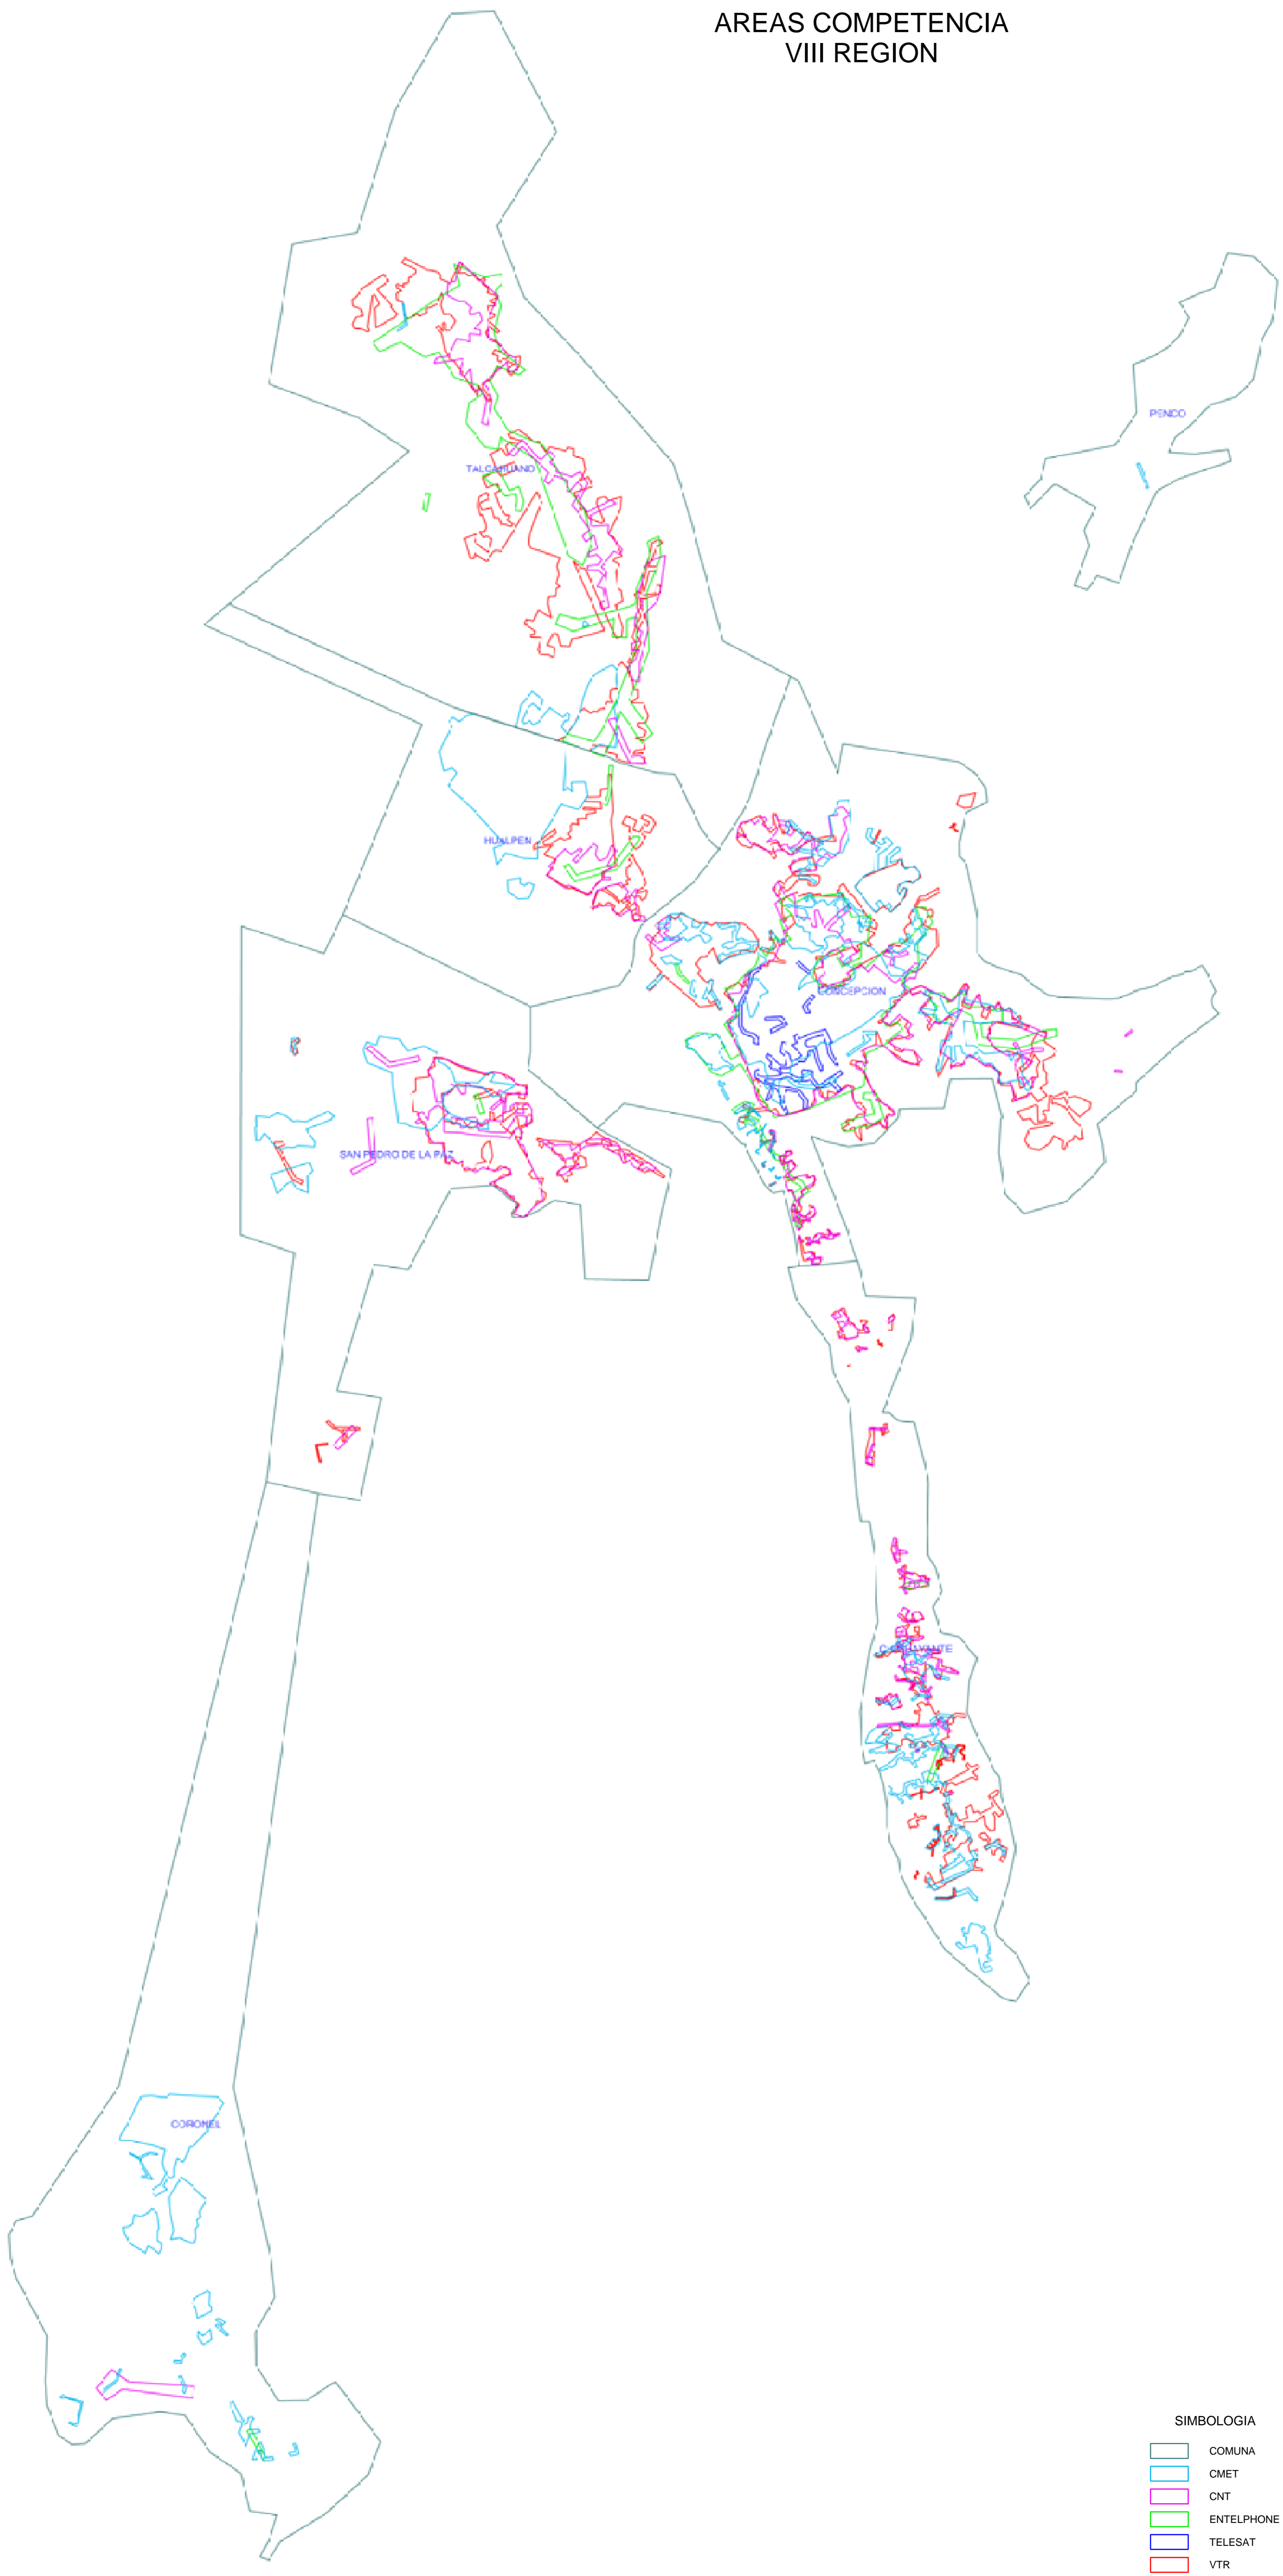 AREAS COMPETENCIA
VIII REGION
PENCO
TALCAHUANO
HUALPEN
CONCEPCION
SAN PEDRO DE LA PAZ
CHIGUAYANTE
CORONEL
SIMBOLOGIA
COMUNA
CMET
CNT
ENTELPHONE
TELESAT
VTR